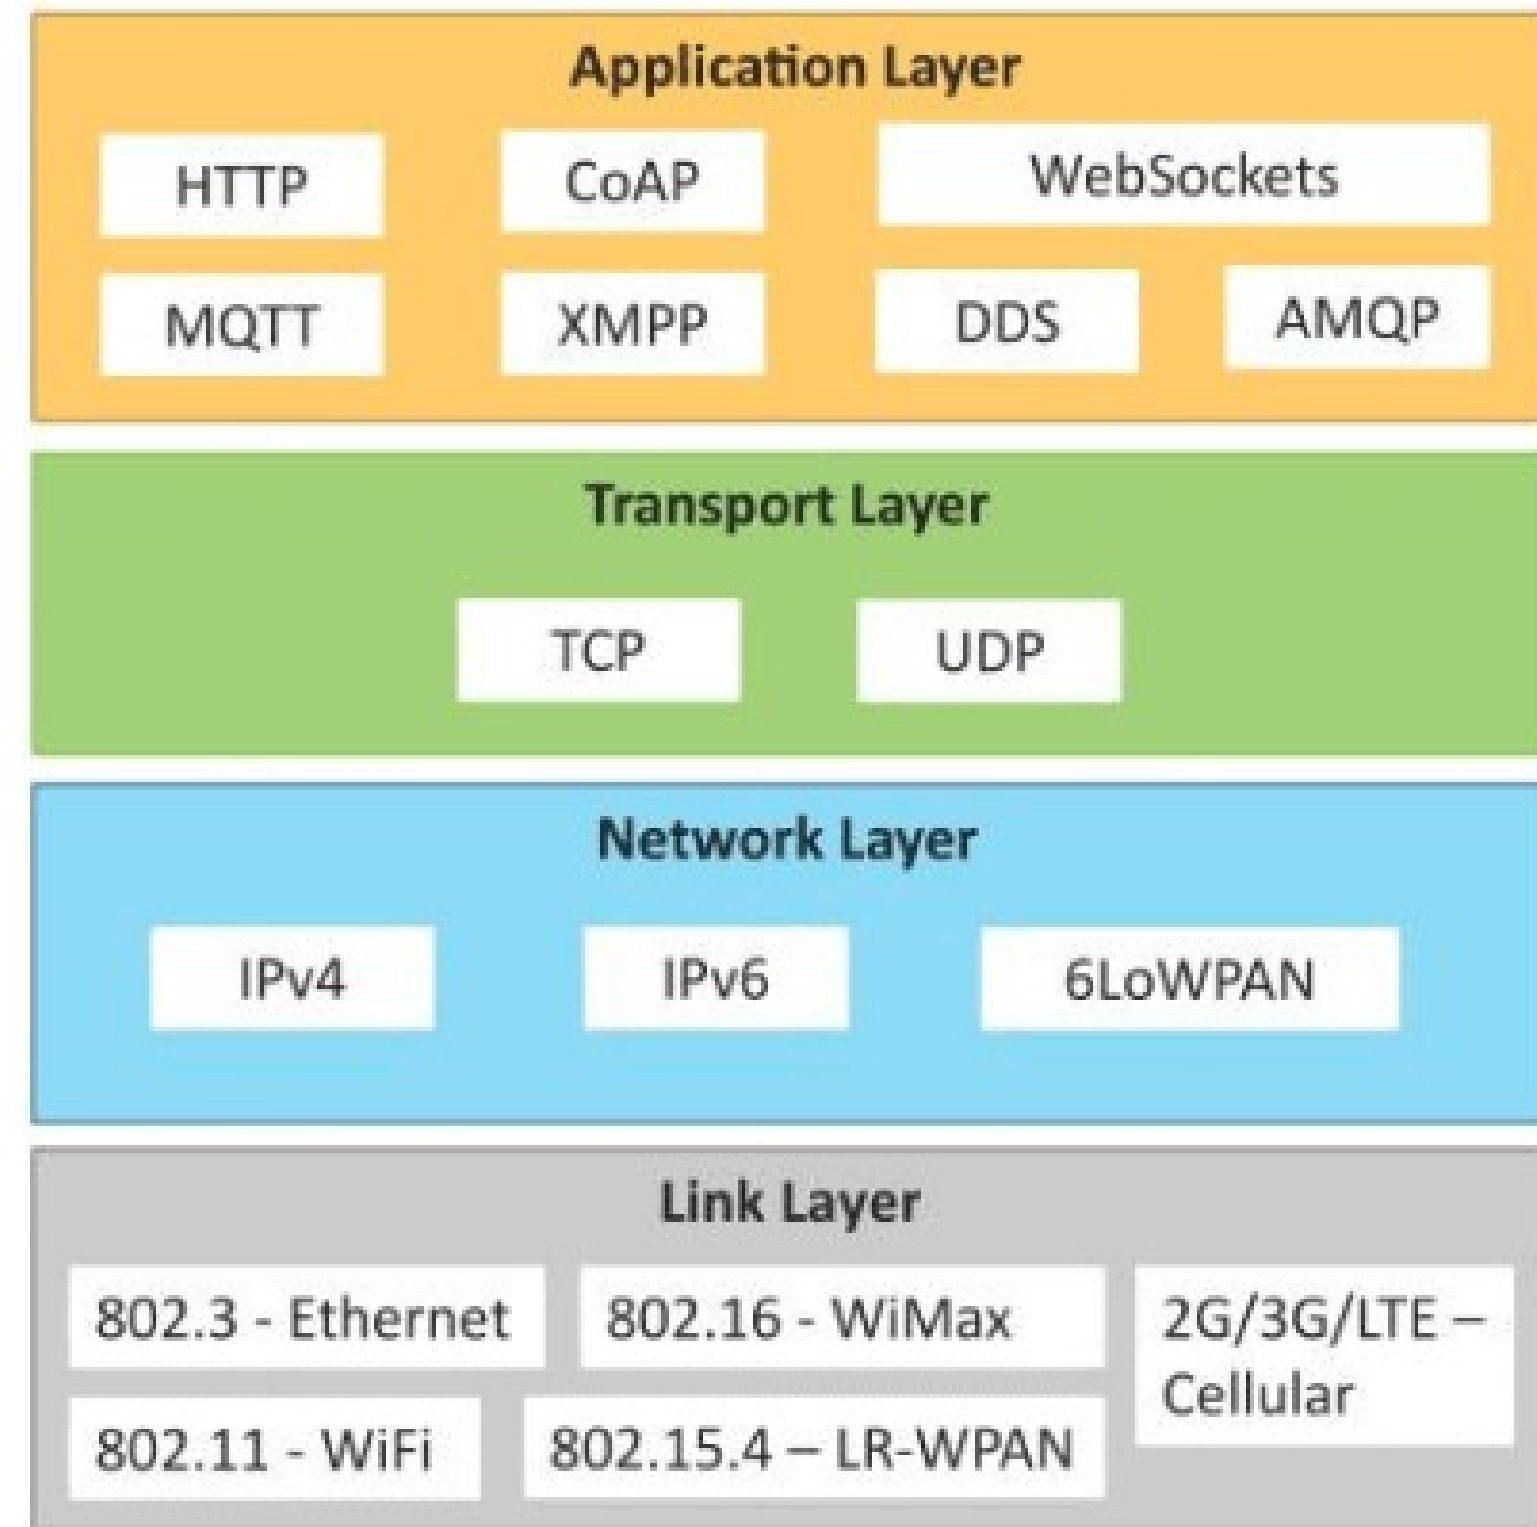 Application Layer
HTTP
CoAP
WebSockets
MQTT
XMPP
DDS
AMQP
Transport Layer
TCP
UDP
Network Layer
IPv4
IPv6
6LoWPAN
Link Layer
802.3 - Ethernet
802.16 - WiMax
2G/3G/LTE –
Cellular
802.11 - WiFi
802.15.4 – LR-WPAN